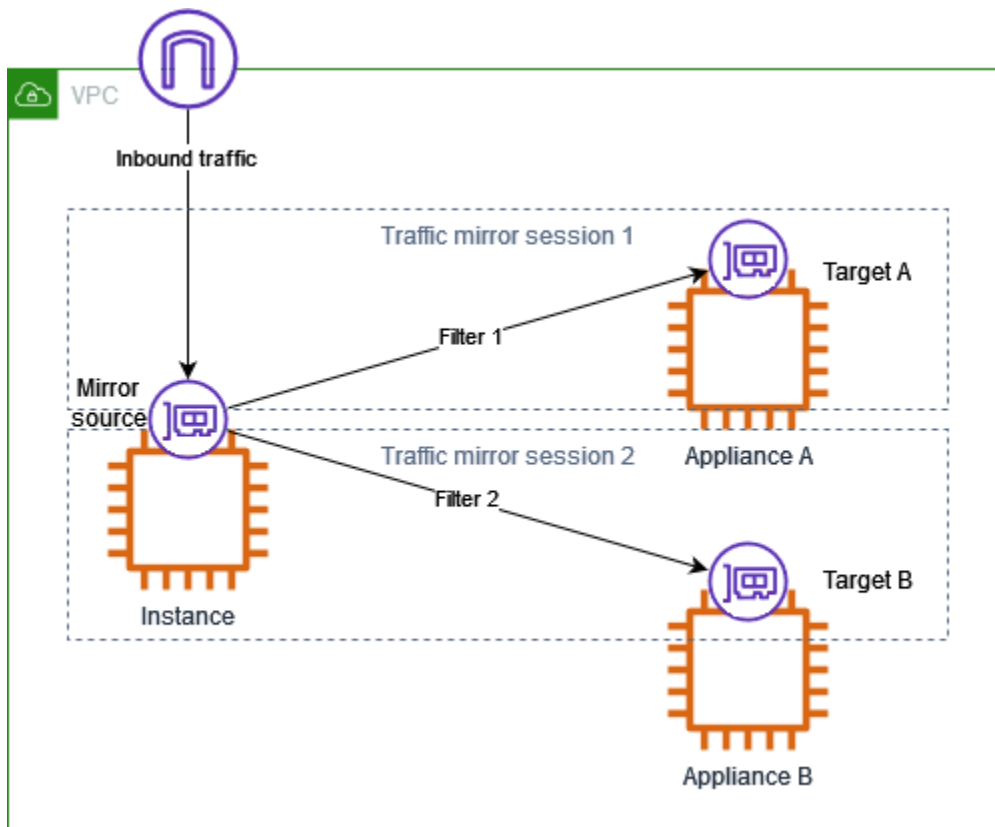 VPC
Inbound traffic
Traffic mirror session 1
Target A
Filter 1
Mirror
source
Traffic mirror session 2
Appliance A
Filter 2
Target B
Instance
Appliance B